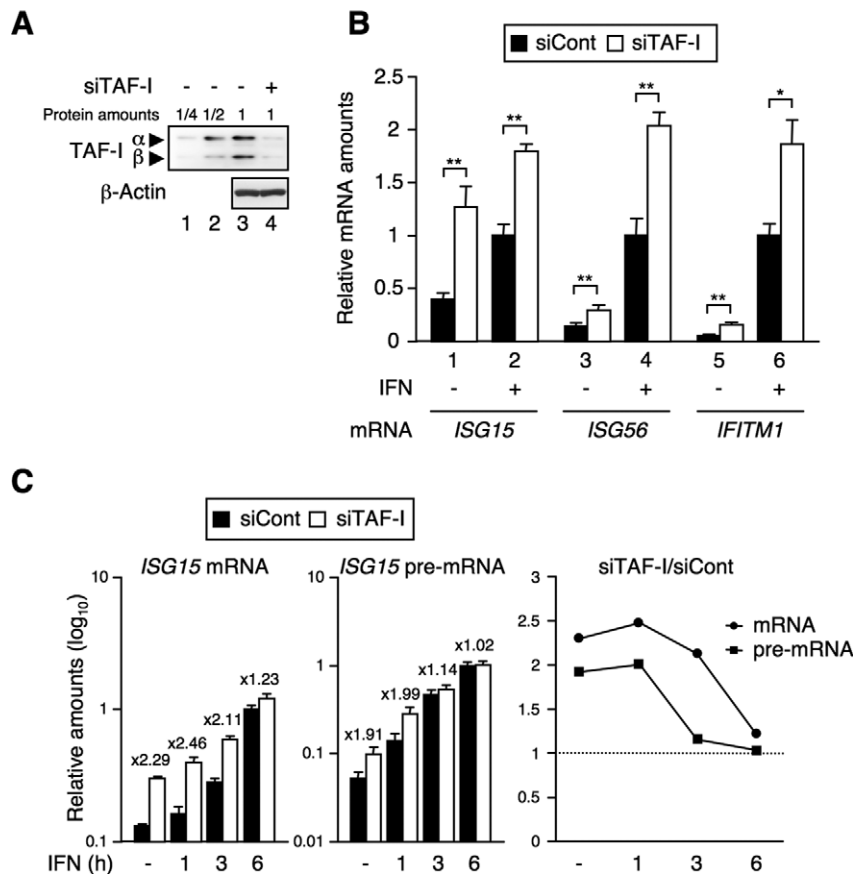 A
siTAF-I - - - +
Protein amounts 1/4 1/2 1 1
TAF-I α
β
β-Actin
1 2 3 4
B
siCont siTAF-I
Relative mRNA amounts
2.5
2
1.5
1
0.5
0
** ** ** ** ** *
1 2 3 4 5 6
IFN - + - + - +
mRNA ISG15 ISG56 IFITM1
C
siCont siTAF-I
ISG15 mRNA
Relative amounts (log10)
10
1
0.1
x2.29 x2.46 x2.11 x1.23
IFN (h) - 1 3 6
ISG15 pre-mRNA
10
1
0.1
0.01
x1.91 x1.99 x1.14 x1.02
- 1 3 6
siTAF-I/siCont
3
2.5
2
1.5
1
0.5
0
mRNA
pre-mRNA
- 1 3 6